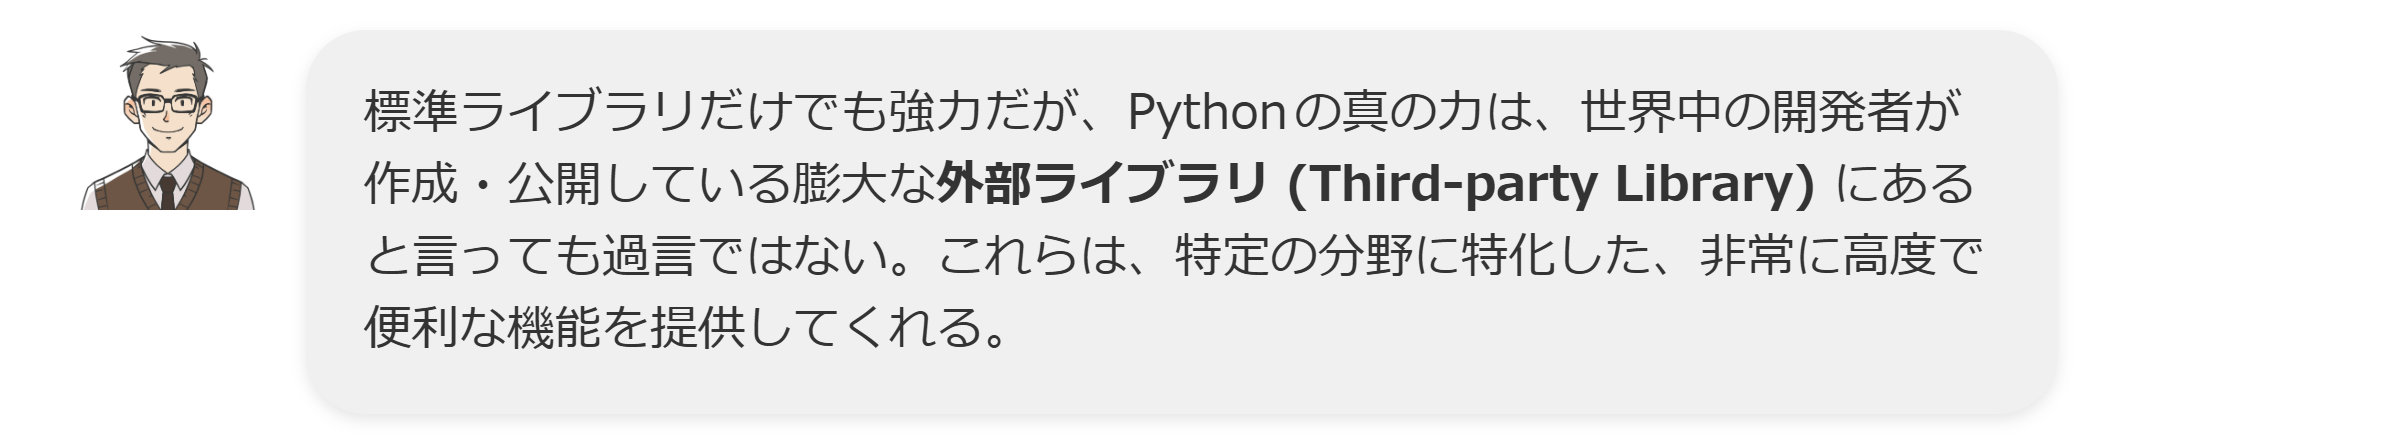 標準ライブラリだけでも強力だが、Pythonの真の力は、世界中の開発者が
作成・公開している膨大な外部ライブラリ (Third-party Library) にある
と言っても過言ではない。これらは、特定の分野に特化した、非常に高度で
便利な機能を提供してくれる。